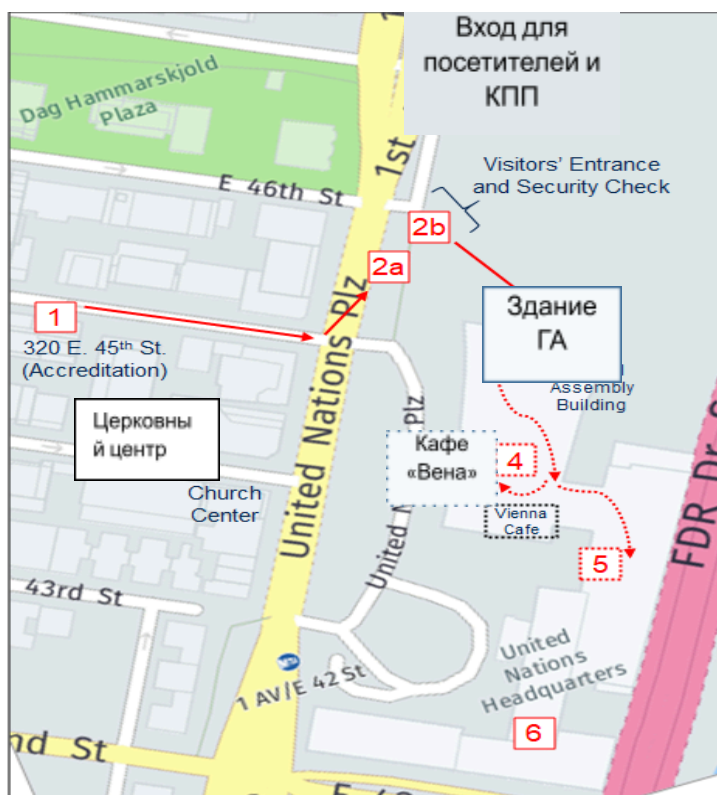 Вход для
посетителей и
КПП
Dag Hammarskjold
Plaza
1st
Visitors' Entrance
and Security Check
E 46th St
2b
2a
1
320 E. 45th St.
(Accreditation)
Здание
ГА
Assembly
Building
Plz
United Nations Plz
Церковны
й центр
Church
Center
Кафе
«Вена»
4
Vienna
Cafe
5
FDR Dr
43rd St
United
Nations
Headquarters
1 AV/E 42 St
6
nd St